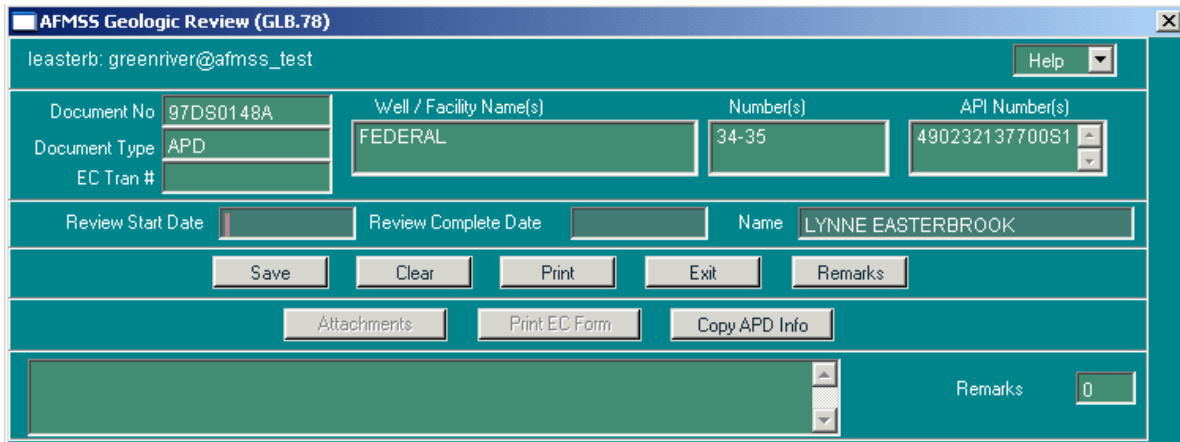 AFMSS Geologic Review (GLB.78)
leasterb: greenriver@afmss_test
Help
Document No 97DS0148A
Document Type APD
EC Tran #
Well / Facility Name(s)
FEDERAL
Number(s)
34-35
API Number(s)
490232137700S1
Review Start Date
Review Complete Date
Name LYNNE EASTERBROOK
Save Clear Print Exit Remarks
Attachments Print EC Form Copy APD Info
Remarks 0